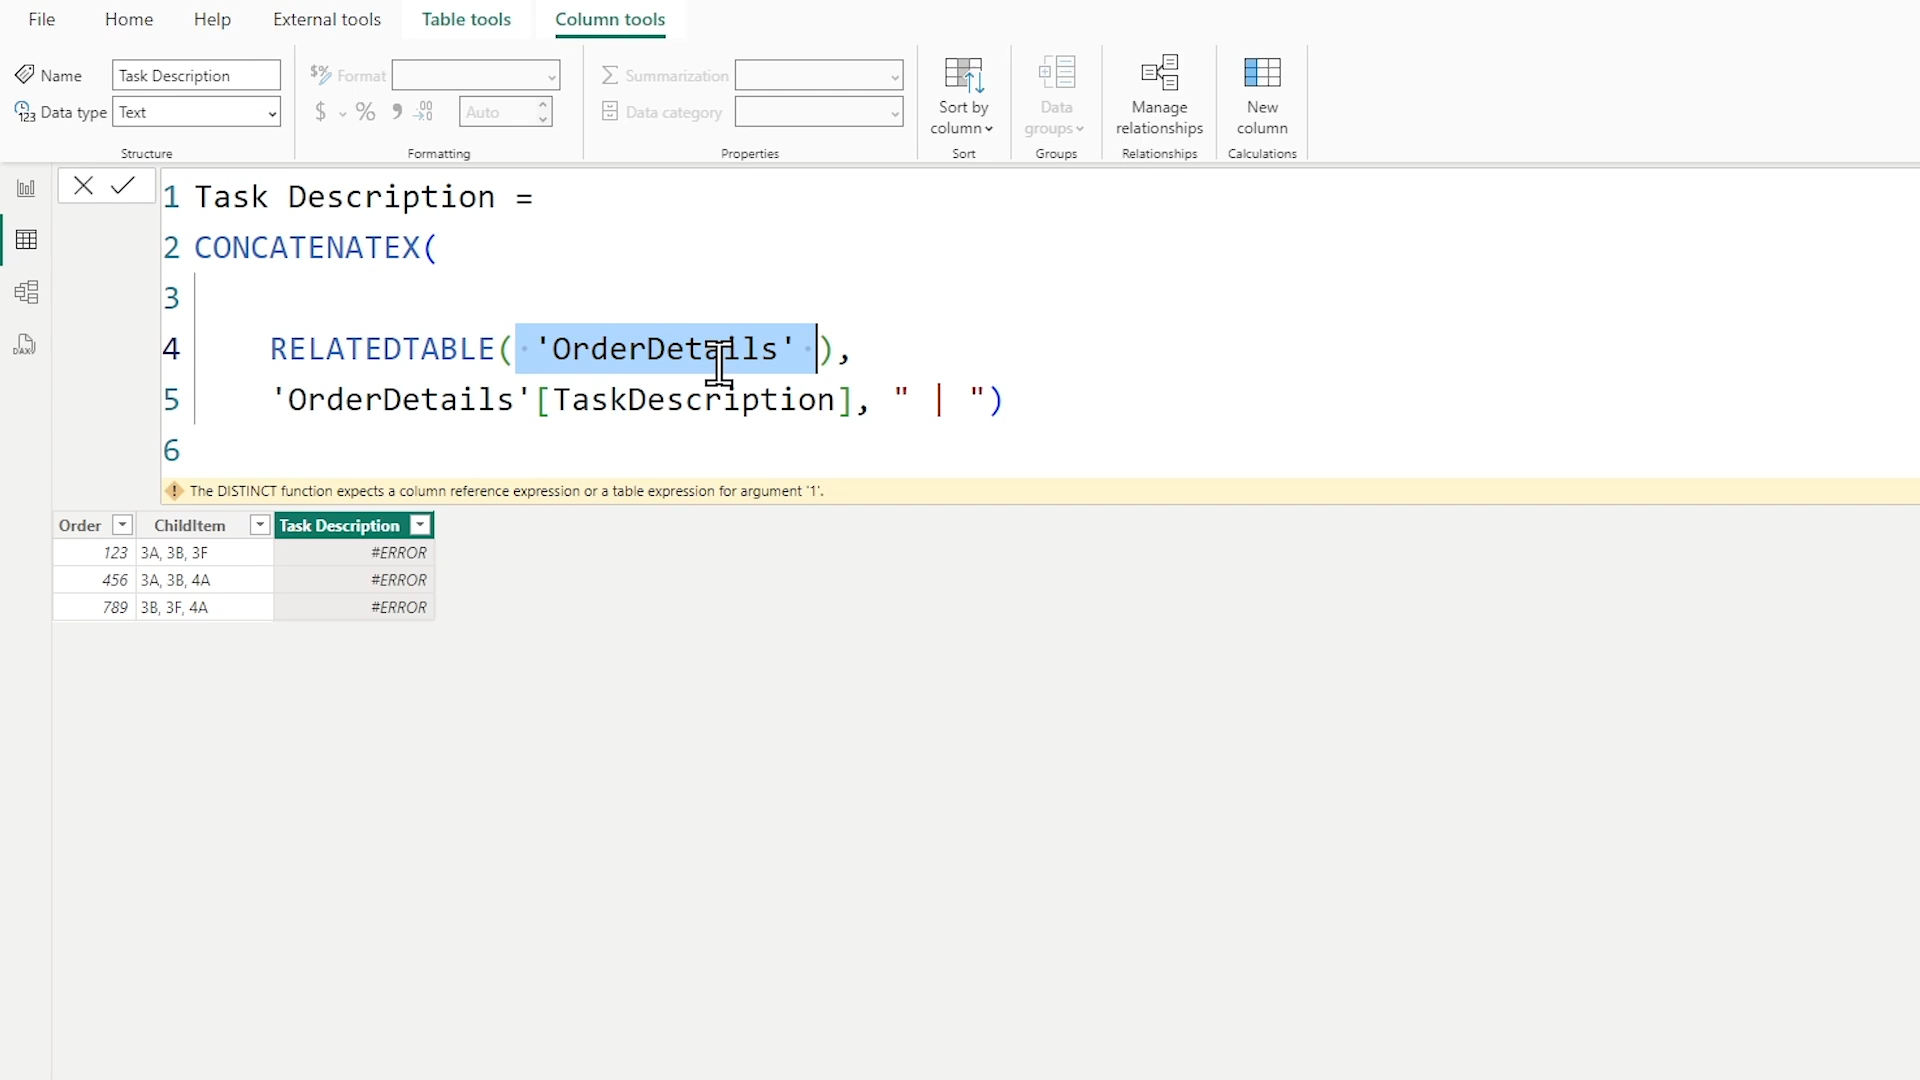 File Home Help External tools Table tools Column tools
Name Task Description
Data type Text
Structure
Format
$ % , .00 Auto
Formatting
Summarization
Data category
Properties
Sort by column
Sort
Data groups
Groups
Manage relationships
Relationships
New column
Calculations
1 Task Description =
2 CONCATENATEX(
3
4 RELATEDTABLE( 'OrderDetails' ),
5 'OrderDetails'[TaskDescription], " | ")
6
The DISTINCT function expects a column reference expression or a table expression for argument '1'.
Order ChildItem Task Description
123 3A, 3B, 3F #ERROR
456 3A, 3B, 4A #ERROR
789 3B, 3F, 4A #ERROR